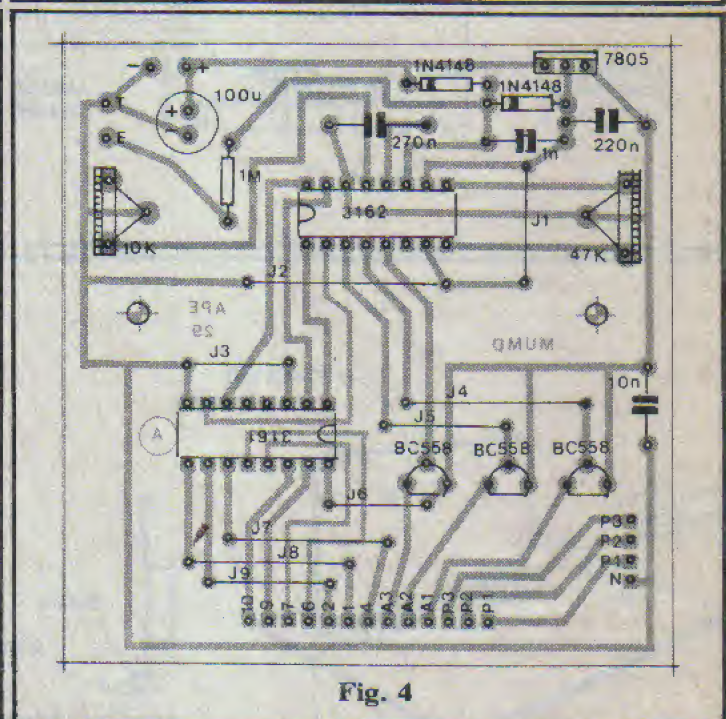 - +
7805
1N4148
1N4148
T
+
100u
-
E
270n
1n
220n
1M
3162
J1
10K
47K
J2
APE
29
QMUMQ
J3
10n
J4
A
3161
J5
BC558 BC558 BC558
J6
J7
P3
P2
J8
P1
J9
N
10 9 7 6 2 1 4 A3 A2 A1 P3 P2 P1
Fig. 4